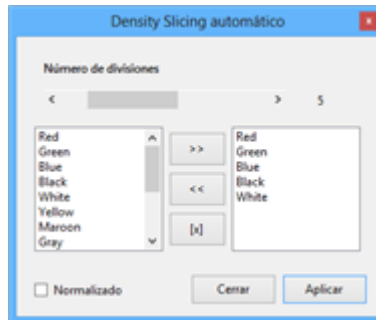 Density Slicing automático
x
Número de divisiones
< > 5
Red
Green
Blue
Black
White
Yellow
Maroon
Gray
>>
<<
[x]
Red
Green
Blue
Black
White
Normalizado
Cerrar
Aplicar